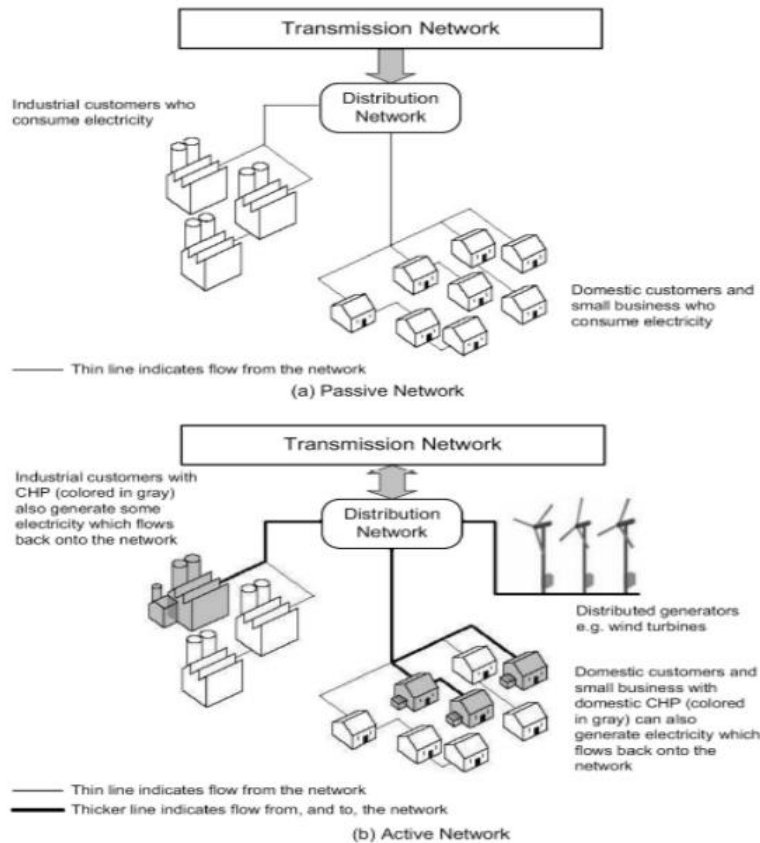 Transmission Network
Industrial customers who
consume electricity
Distribution
Network
Domestic customers and
small business who
consume electricity
Thin line indicates flow from the network
(a) Passive Network
Transmission Network
Industrial customers with
CHP (colored in gray)
also generate some
electricity which flows
back onto the network
Distribution
Network
Distributed generators
e.g. wind turbines
Domestic customers and
small business with
domestic CHP (colored
in gray) can also
generate electricity which
flows back onto the
network
Thin line indicates flow from the network
Thicker line indicates flow from, and to, the network
(b) Active Network